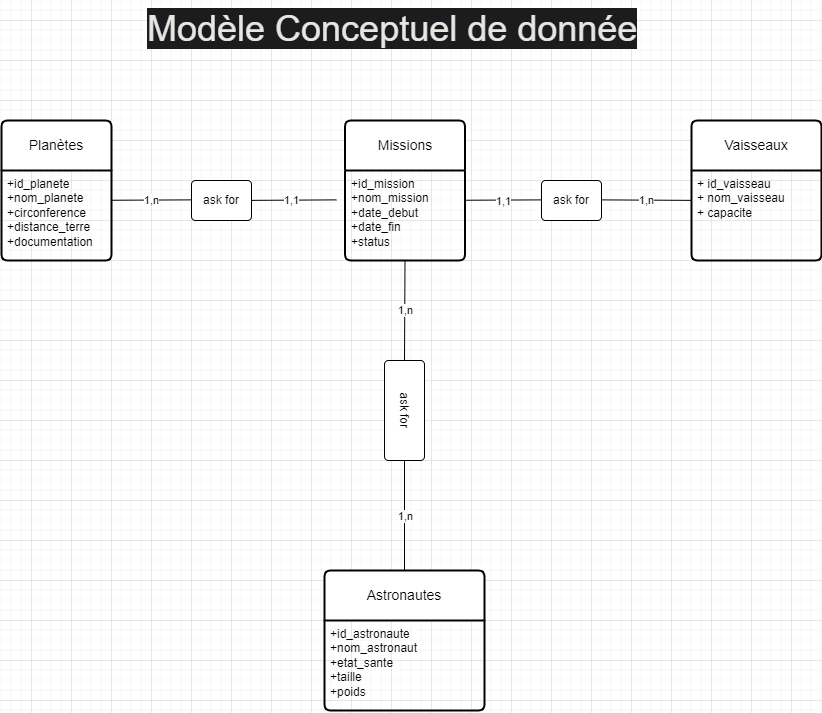 Modèle Conceptuel de donnée
Planètes
+id_planete
+nom_planete
+circonference
+distance_terre
+documentation
1,n
ask for
1,1
Missions
+id_mission
+nom_mission
+date_debut
+date_fin
+status
1,1
ask for
1,n
Vaisseaux
+ id_vaisseau
+ nom_vaisseau
+ capacite
1,n
ask for
1,n
Astronautes
+id_astronaute
+nom_astronaut
+etat_sante
+taille
+poids